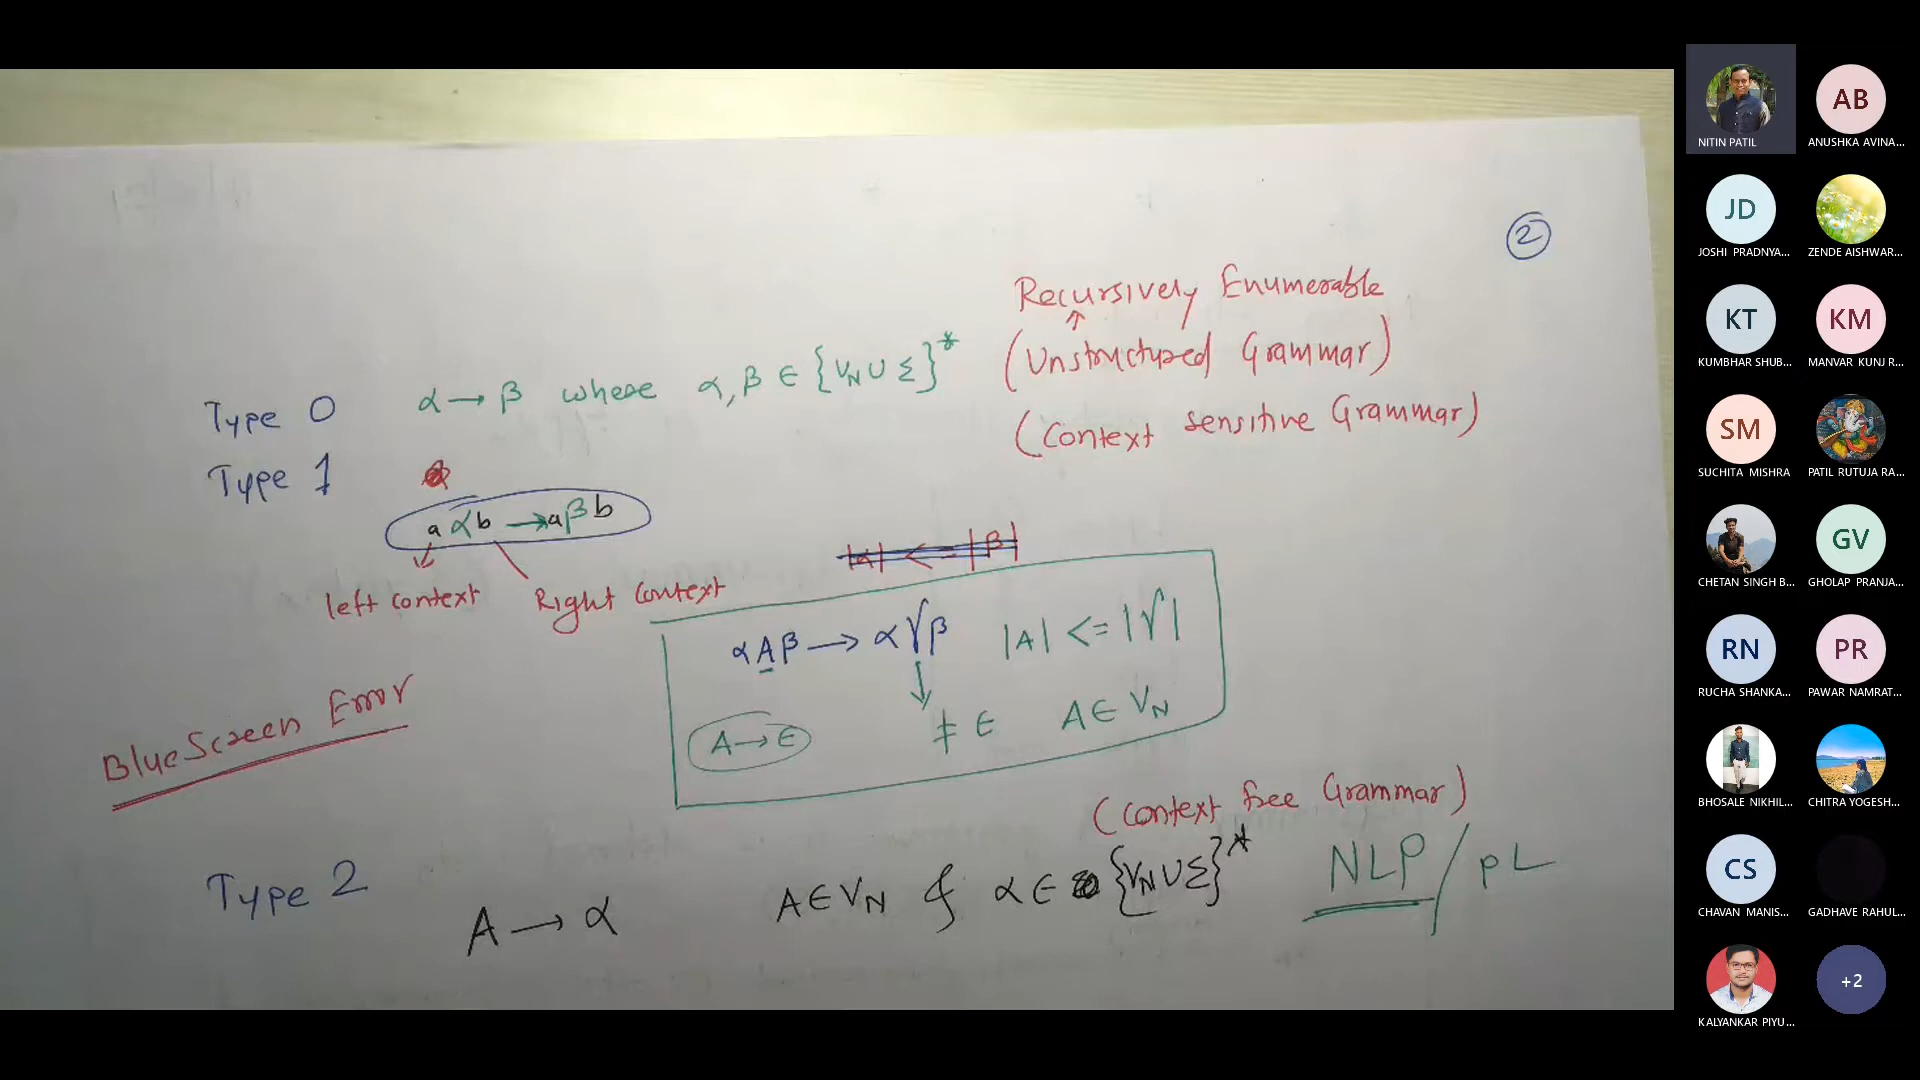 2
Recursively Enumerable
Type 0 α → β where α, β ∈ {V_N ∪ Σ}* (Unstructured Grammar)
Type 1 (Context sensitive Grammar)
a α b → a β b
left context Right Context
|α| <= |β|
αAβ → αγβ |A| <= |γ|
A → ∈ ≠ ∈ A ∈ V_N
BlueScreen Error
(Context free Grammar)
Type 2 A → α A ∈ V_N & α ∈ {V_N ∪ Σ}* NLP / PL
NITIN PATIL
AB
ANUSHKA AVINA...
JD
JOSHI PRADNYA...
ZENDE AISHWAR...
KT
KUMBHAR SHUB...
KM
MANVAR KUNJ R...
SM
SUCHITA MISHRA
PATIL RUTUJA RA...
CHETAN SINGH B...
GV
GHOLAP PRANJA...
RN
RUCHA SHANKA...
PR
PAWAR NAMRAT...
BHOSALE NIKHIL...
CHITRA YOGESH...
CS
CHAVAN MANIS...
GADHAVE RAHUL...
KALYANKAR PIYU...
+2